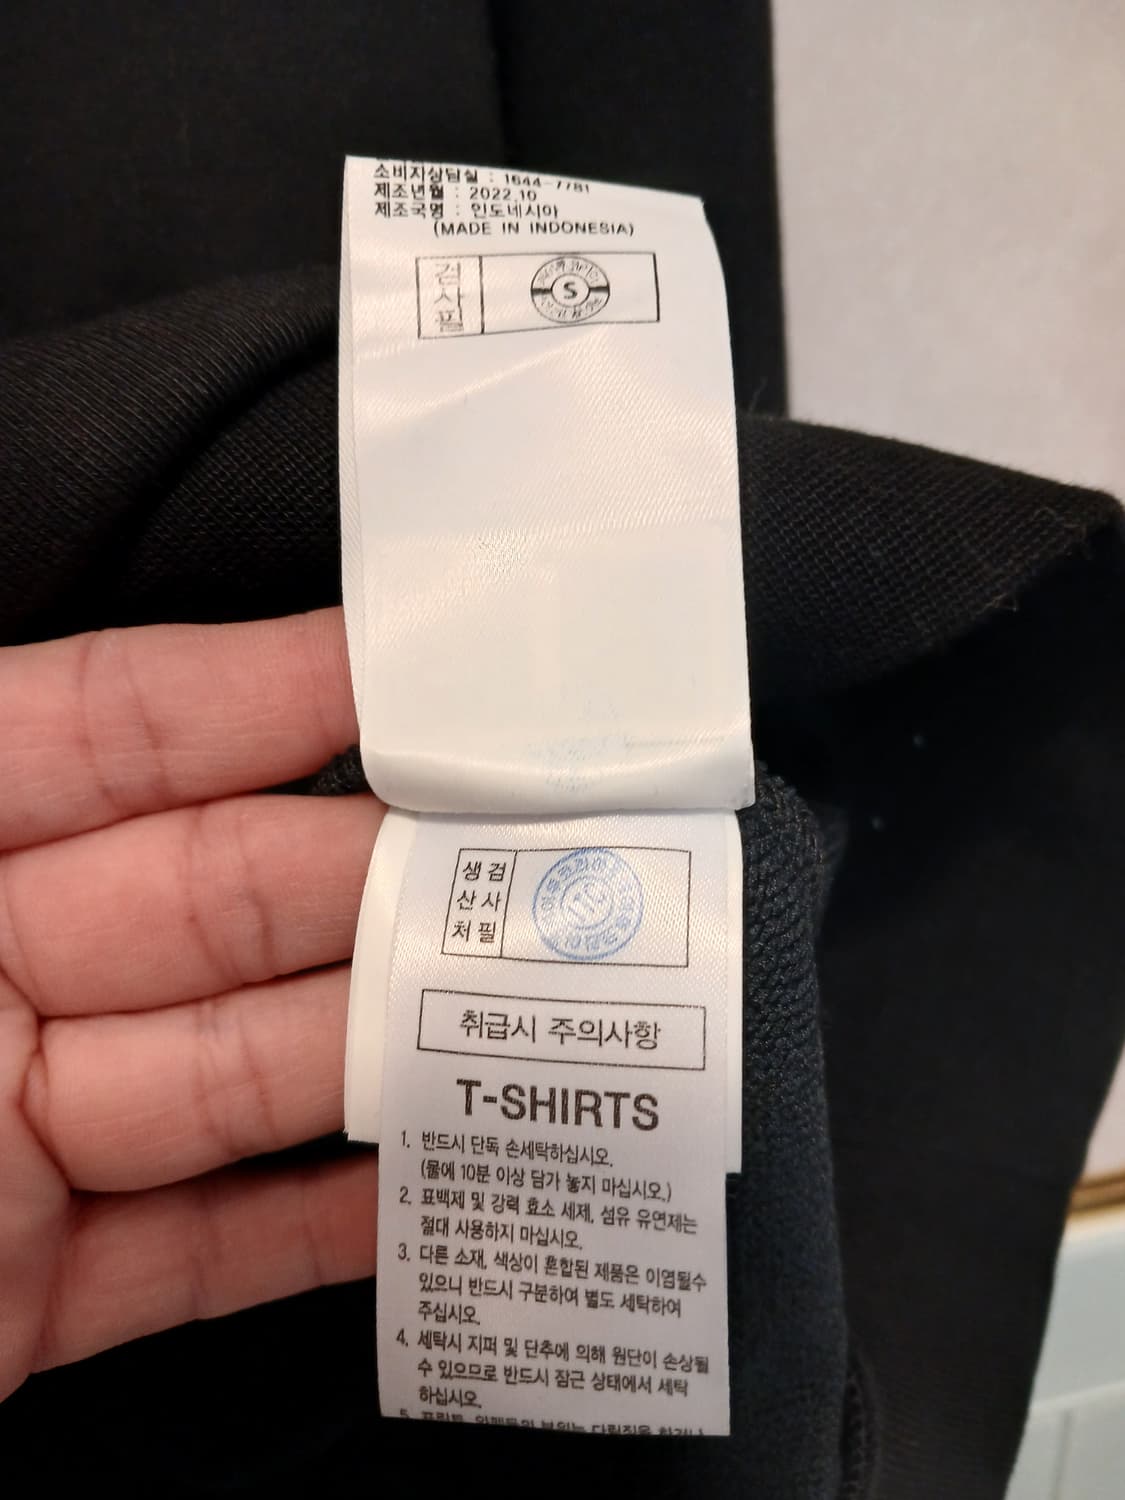 소비자상담실 : 1644-7781
제조년월 : 2022.10
제조국명 : 인도네시아
(MADE IN INDONESIA)
검사필
S
생산처
검사필
취급시 주의사항
T-SHIRTS
1. 반드시 단독 손세탁하십시오.
(물에 10분 이상 담가 놓지 마십시오.)
2. 표백제 및 강력 효소 세제, 섬유 유연제는
절대 사용하지 마십시오.
3. 다른 소재, 색상이 혼합된 제품은 이염될수
있으니 반드시 구분하여 별도 세탁하여
주십시오.
4. 세탁시 지퍼 및 단추에 의해 원단이 손상될
수 있으므로 반드시 잠근 상태에서 세탁
하십시오.